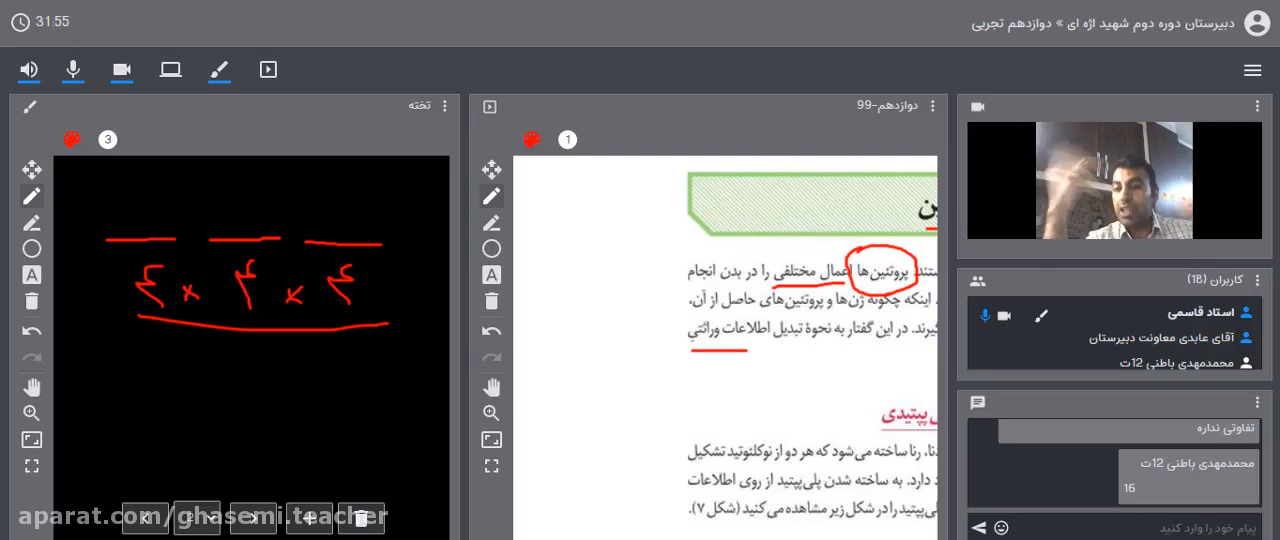 31:55
دبیرستان دوره دوم شهید اژه ای » دوازدهم تجربی
تخته
3
۴ × ۴ × ۴
aparat.com/ghasemi.teacher
دوازدهم-99
1
ین
ستند. پروتئین‌ها اعمال مختلفی را در بدن انجام
اینکه چگونه ژن‌ها و پروتئین‌های حاصل از آن،
گیرند. در این گفتار به نحوهٔ تبدیل اطلاعات وراثتیِ
پپتیدی
دنا، رنا ساخته می‌شود که هر دو از نوکلئوتید تشکیل
دارد. به ساخته شدن پلی‌پپتید از روی اطلاعات
پلی‌پپتید را در شکل زیر مشاهده می‌کنید (شکل ۷).
کاربران (18)
استاد قاسمی
آقای عابدی معاونت دبیرستان
محمدمهدی باطنی 12ت
تفاوتی نداره
محمدمهدی باطنی 12ت
16
پیام خود را وارد کنید